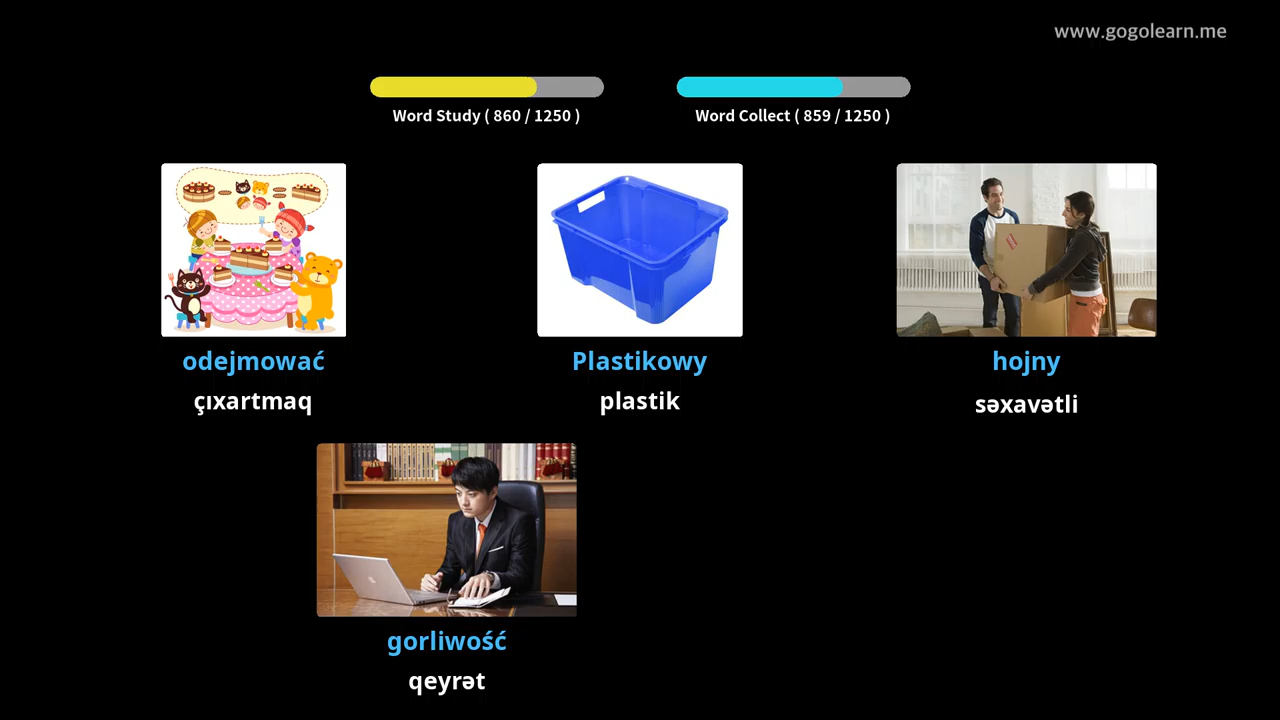 www.gogolearn.me
Word Study ( 860 / 1250 )
Word Collect ( 859 / 1250 )
odejmować
Plastikowy
hojny
çıxartmaq
plastik
səxavətli
gorliwość
qeyrət